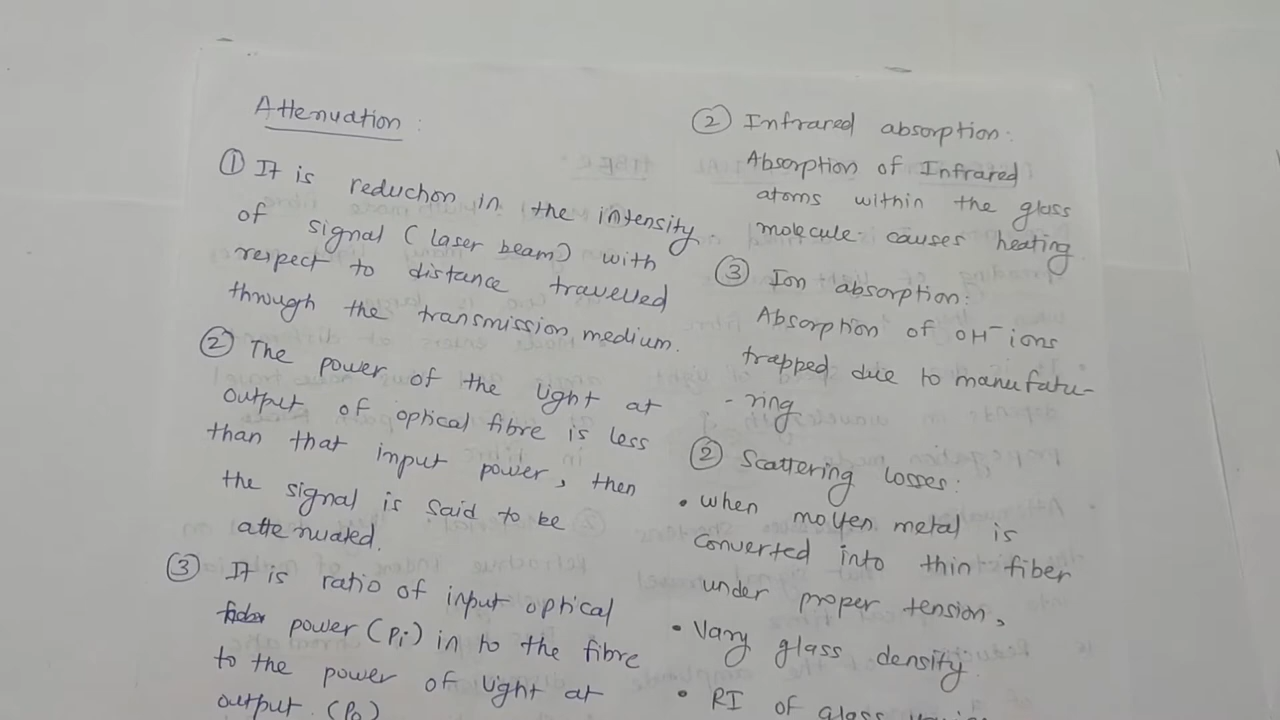 Attenuation :
① It is reduction in the intensity
of signal (laser beam) with
respect to distance travelled
through the transmission medium.
② The power of the light at
output of optical fibre is less
than that input power, then
the signal is said to be
attenuated.
③ It is ratio of input optical
power (Pi) in to the fibre
to the power of light at
output (Po)
② Infrared absorption:
Absorption of Infrared
atoms within the glass
molecule causes heating
③ Ion absorption:
Absorption of OH⁻ ions
trapped due to manufatu-
-ring
② Scattering losses:
• when molten metal is
converted into thin fiber
under proper tension,
• Vary glass density.
• RI of glass